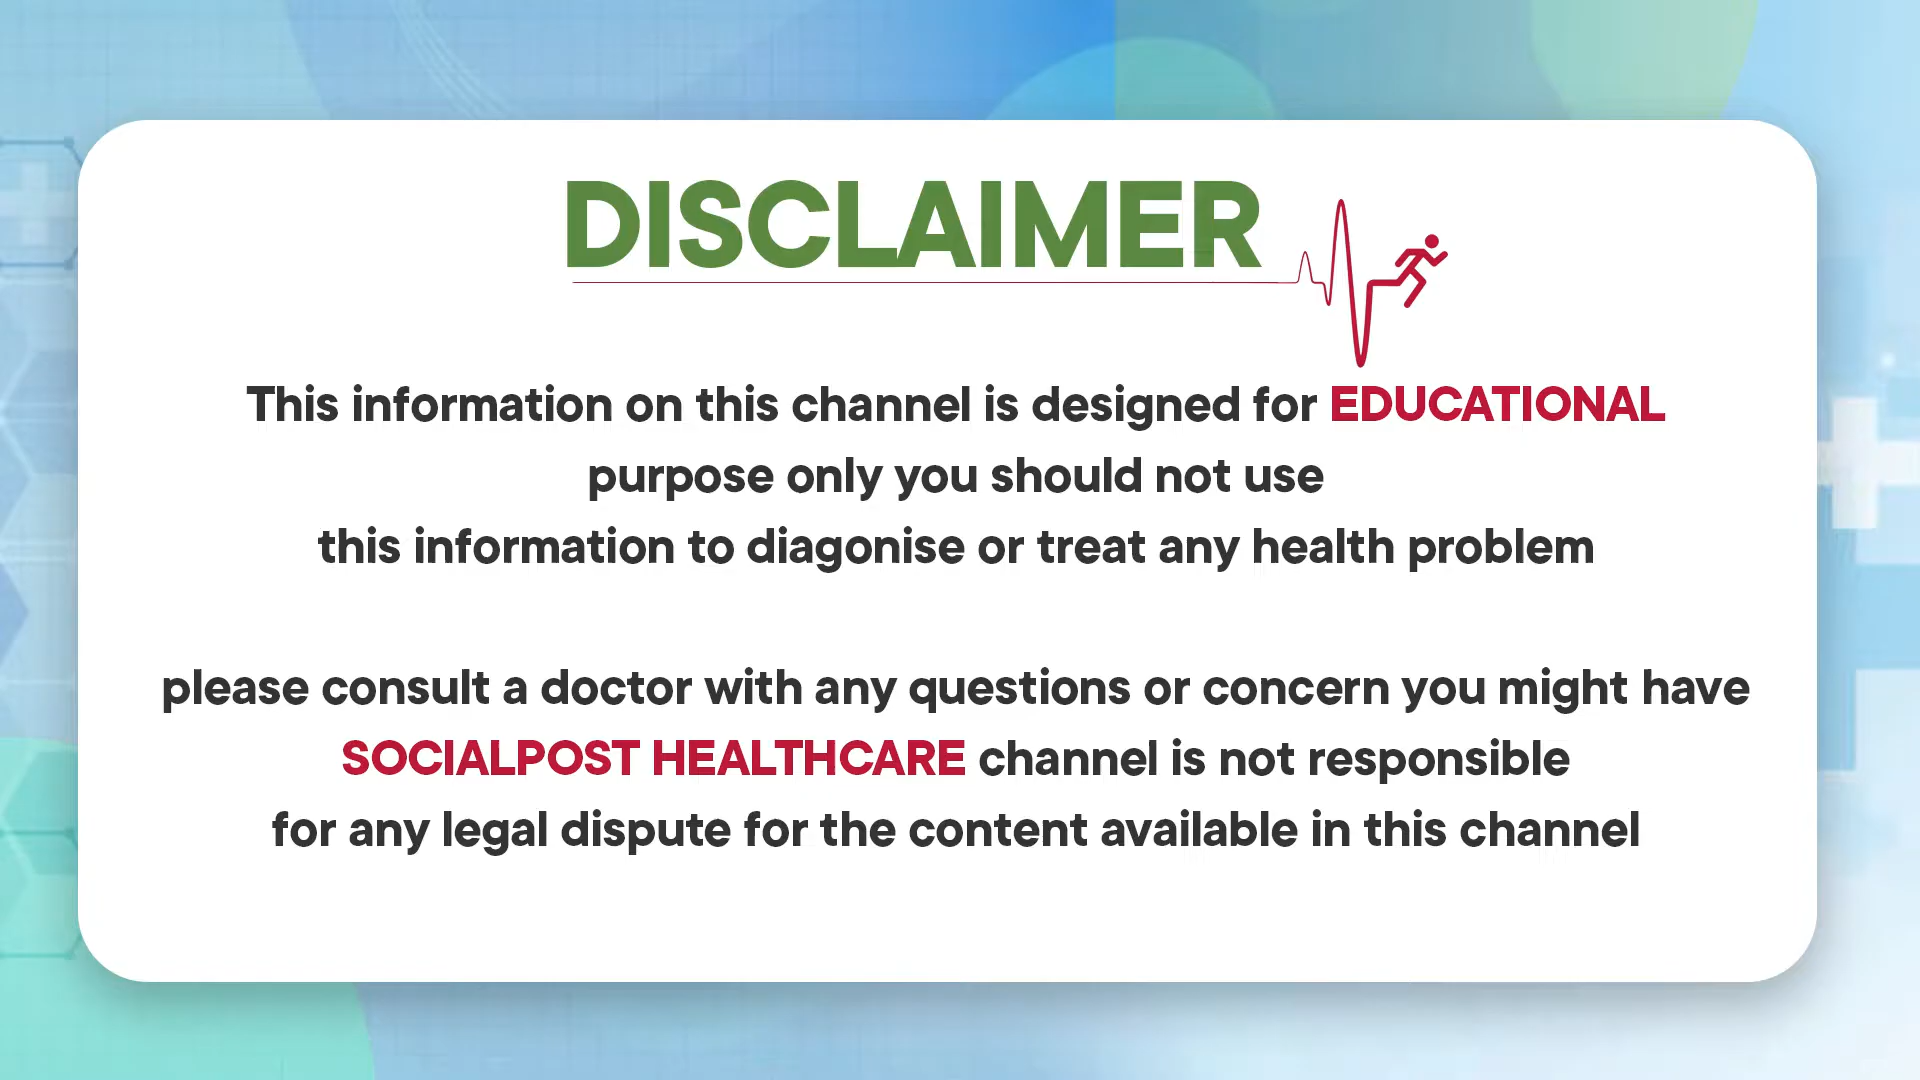 DISCLAIMER
This information on this channel is designed for EDUCATIONAL
purpose only you should not use
this information to diagonise or treat any health problem
please consult a doctor with any questions or concern you might have
SOCIALPOST HEALTHCARE channel is not responsible
for any legal dispute for the content available in this channel